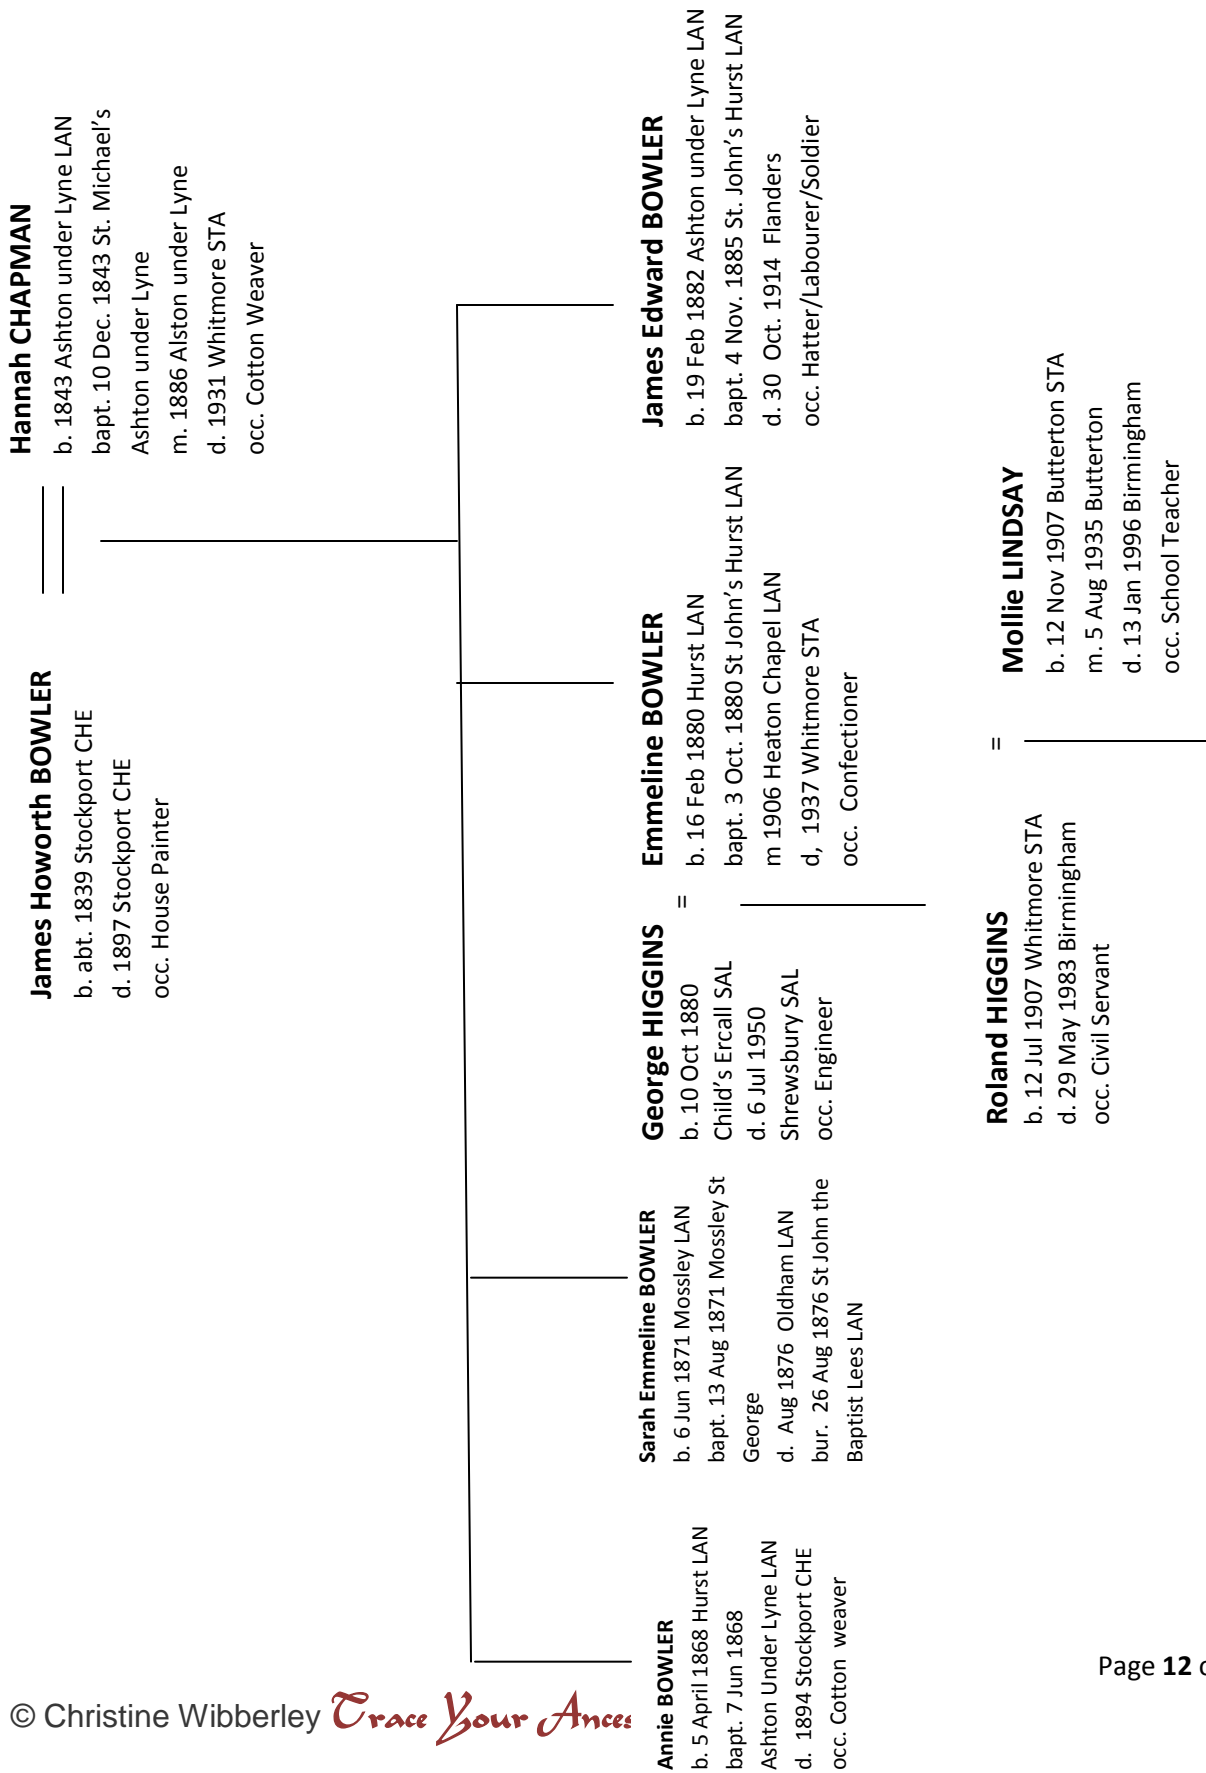 James Howorth BOWLER
b. abt. 1839 Stockport CHE
d. 1897 Stockport CHE
occ. House Painter
Hannah CHAPMAN
b. 1843 Ashton under Lyne LAN
bapt. 10 Dec. 1843 St. Michael's
Ashton under Lyne
m. 1886 Alston under Lyne
d. 1931 Whitmore STA
occ. Cotton Weaver
Annie BOWLER
b. 5 April 1868 Hurst LAN
bapt. 7 Jun 1868
Ashton Under Lyne LAN
d. 1894 Stockport CHE
occ. Cotton weaver
Sarah Emmeline BOWLER
b. 6 Jun 1871 Mossley LAN
bapt. 13 Aug 1871 Mossley St
George
d. Aug 1876 Oldham LAN
bur. 26 Aug 1876 St John the
Baptist Lees LAN
George HIGGINS
b. 10 Oct 1880
Child's Ercall SAL
d. 6 Jul 1950
Shrewsbury SAL
occ. Engineer
=
Emmeline BOWLER
b. 16 Feb 1880 Hurst LAN
bapt. 3 Oct. 1880 St John's Hurst LAN
m 1906 Heaton Chapel LAN
d, 1937 Whitmore STA
occ. Confectioner
James Edward BOWLER
b. 19 Feb 1882 Ashton under Lyne LAN
bapt. 4 Nov. 1885 St. John's Hurst LAN
d. 30 Oct. 1914 Flanders
occ. Hatter/Labourer/Soldier
Roland HIGGINS
b. 12 Jul 1907 Whitmore STA
d. 29 May 1983 Birmingham
occ. Civil Servant
=
Mollie LINDSAY
b. 12 Nov 1907 Butterton STA
m. 5 Aug 1935 Butterton
d. 13 Jan 1996 Birmingham
occ. School Teacher
© Christine Wibberley Trace Your Ances
Page 12